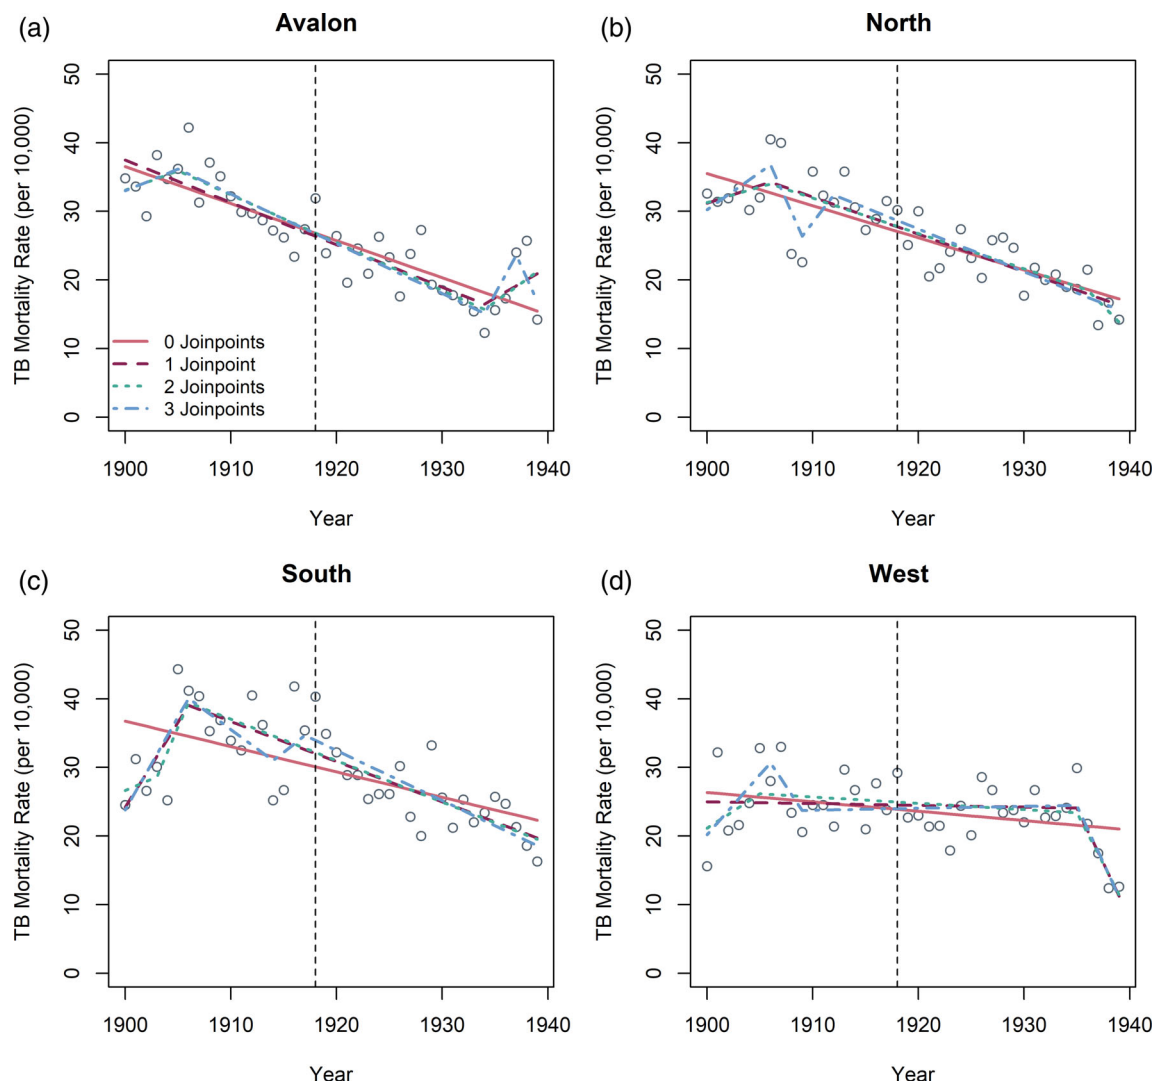 (a) Avalon
TB Mortality Rate (per 10,000)
50
40
30
20
10
0
0 Joinpoints
1 Joinpoint
2 Joinpoints
3 Joinpoints
1900 1910 1920 1930 1940
Year
(b) North
TB Mortality Rate (per 10,000)
50
40
30
20
10
0
1900 1910 1920 1930 1940
Year
(c) South
TB Mortality Rate (per 10,000)
50
40
30
20
10
0
1900 1910 1920 1930 1940
Year
(d) West
TB Mortality Rate (per 10,000)
50
40
30
20
10
0
1900 1910 1920 1930 1940
Year